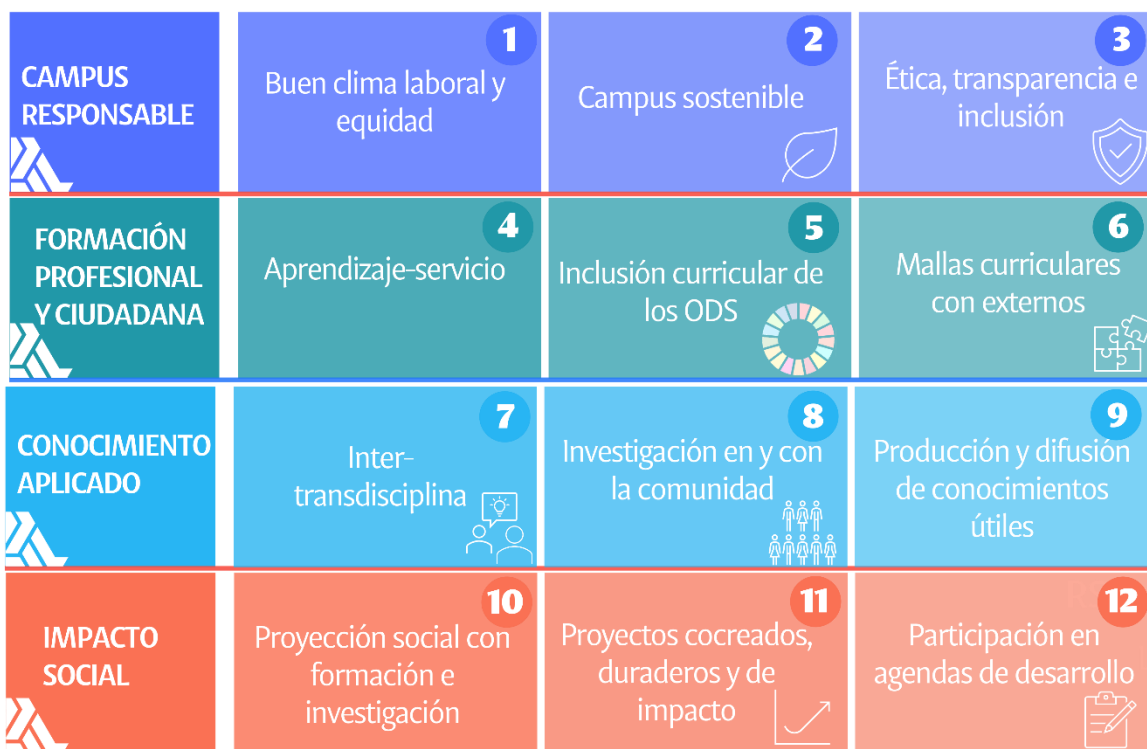 CAMPUS
RESPONSABLE
1
Buen clima laboral y
equidad
2
Campus sostenible
3
Ética, transparencia e
inclusión
FORMACIÓN
PROFESIONAL
Y CIUDADANA
4
Aprendizaje-servicio
5
Inclusión curricular de
los ODS
6
Mallas curriculares
con externos
CONOCIMIENTO
APLICADO
7
Inter-
transdisciplina
8
Investigación en y con
la comunidad
9
Producción y difusión
de conocimientos
útiles
IMPACTO
SOCIAL
10
Proyección social con
formación e
investigación
11
Proyectos cocreados,
duraderos y de
impacto
12
Participación en
agendas de desarrollo